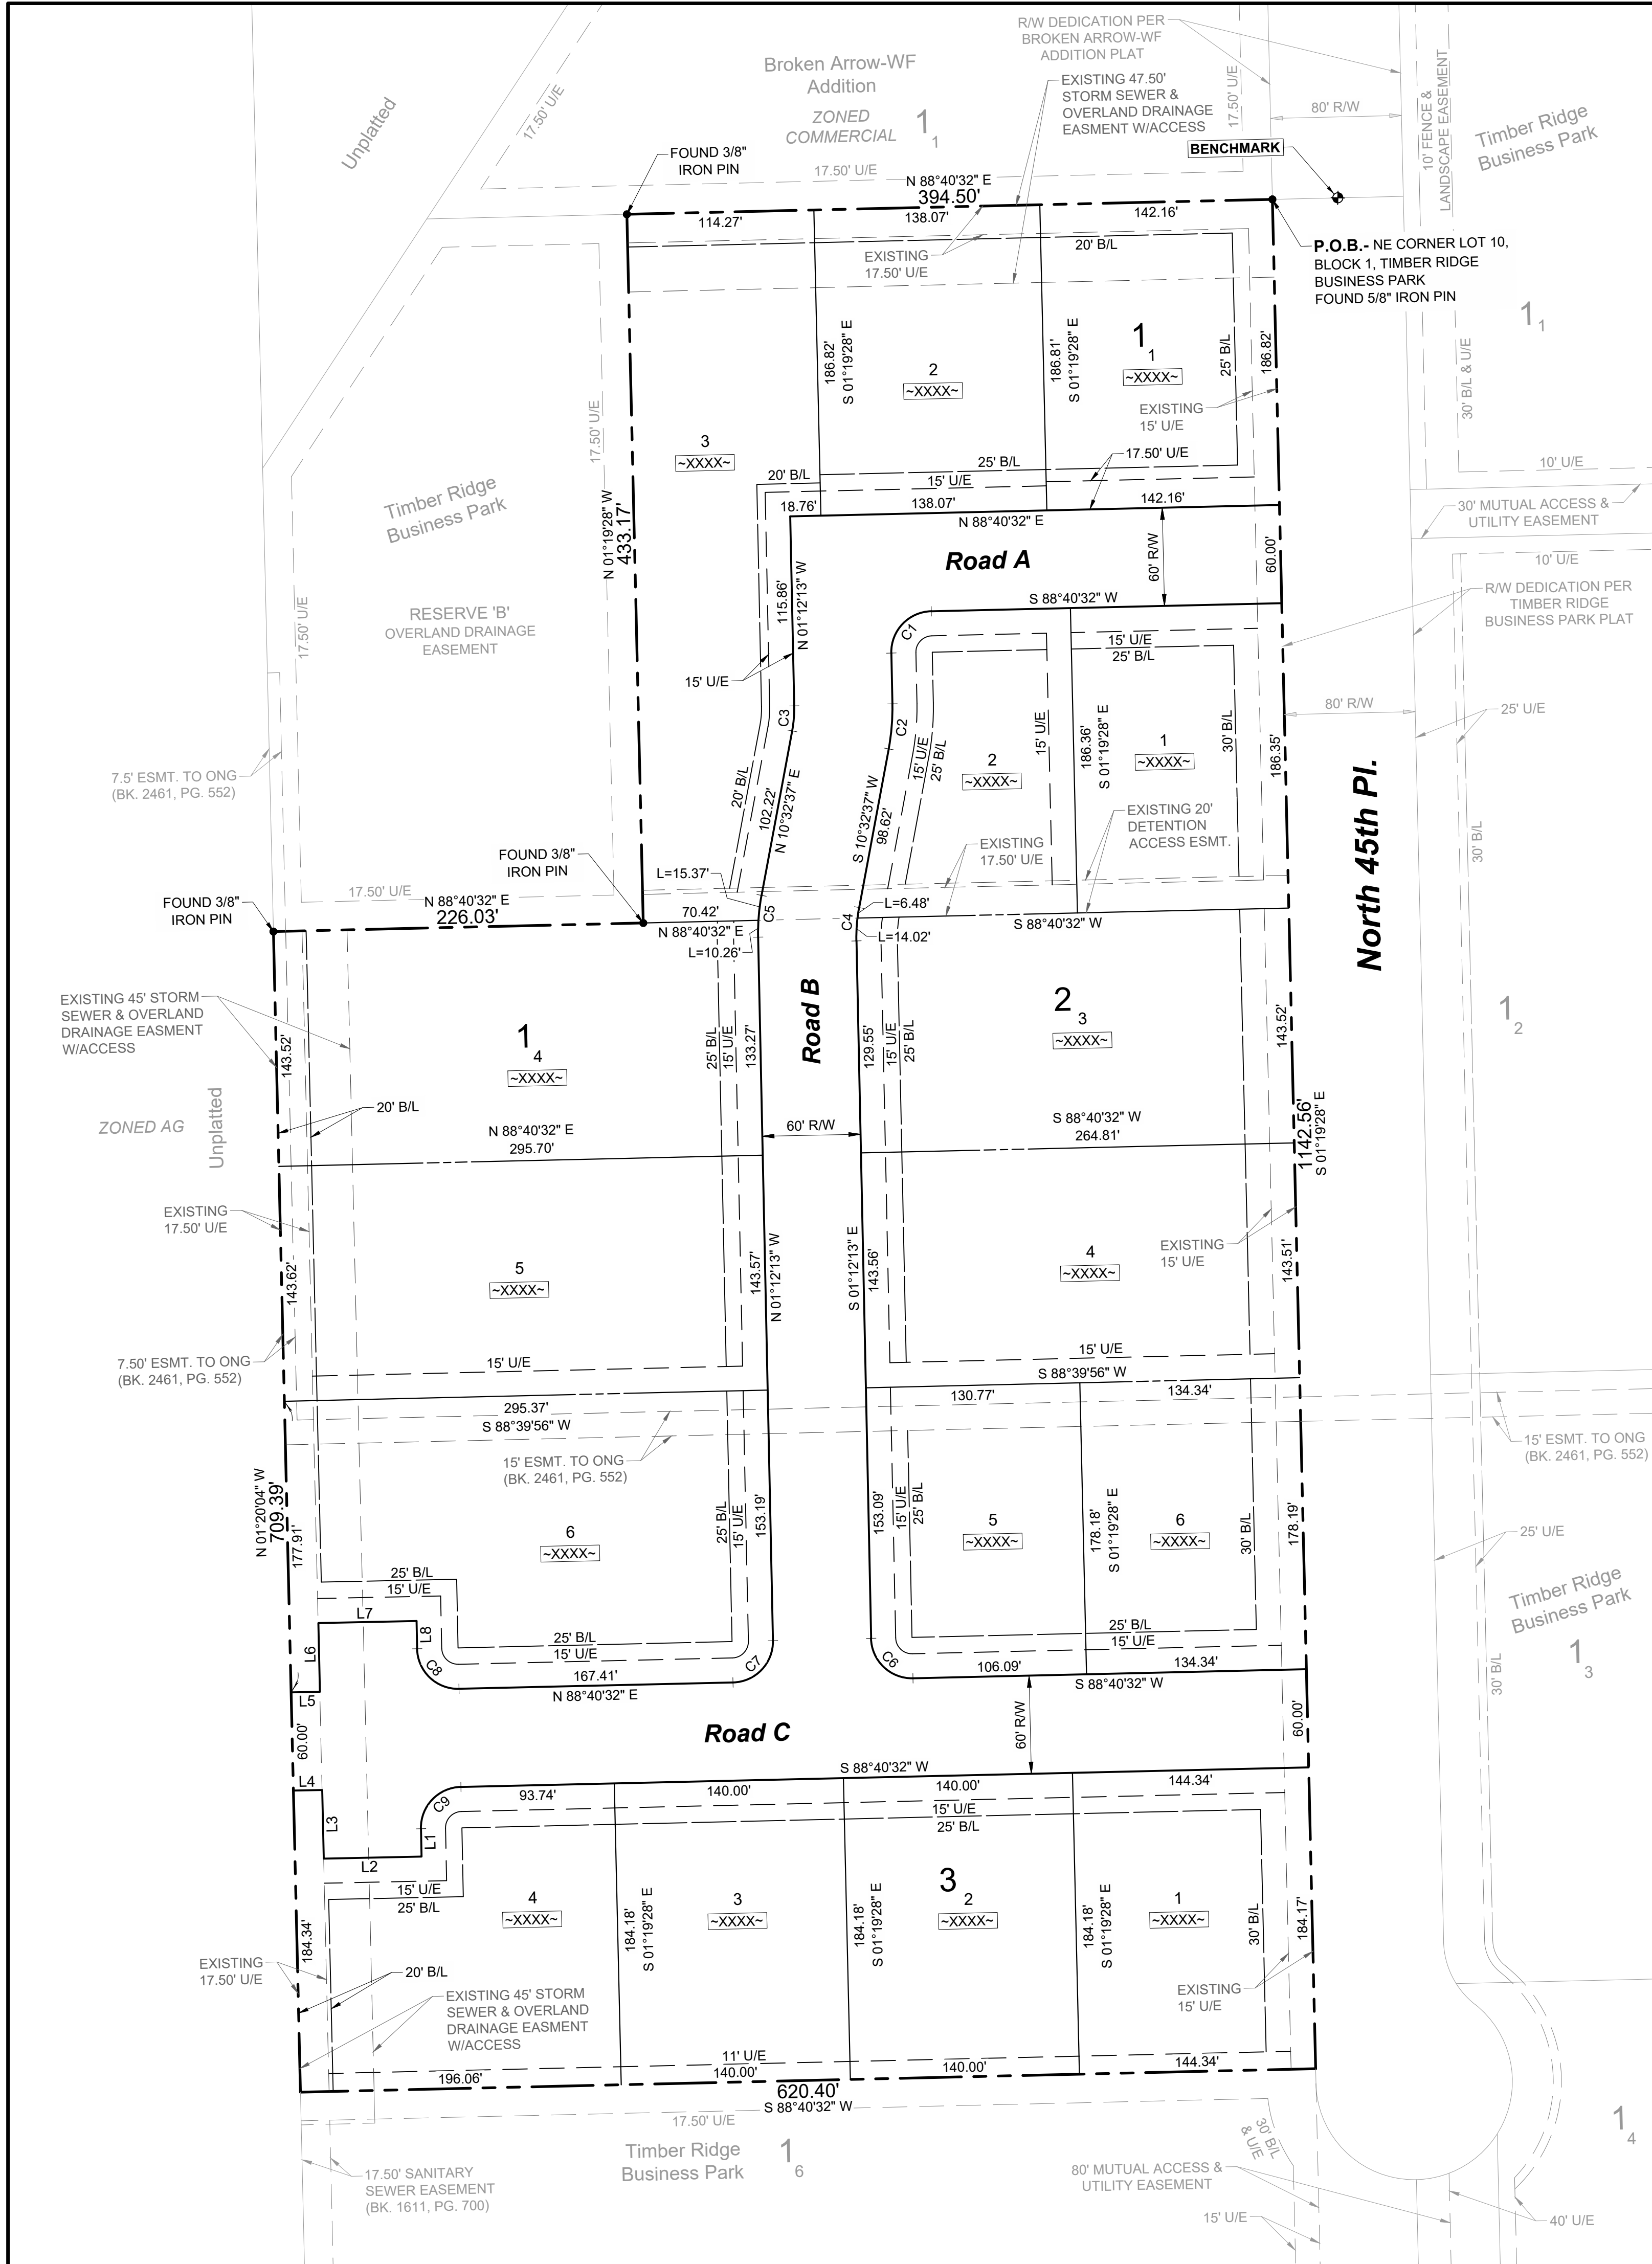 R/W DEDICATION PER
BROKEN ARROW-WF
ADDITION PLAT
Broken Arrow-WF
Addition
ZONED
COMMERCIAL
1
1
EXISTING 47.50'
STORM SEWER &
OVERLAND DRAINAGE
EASMENT W/ACCESS
17.50' U/E
80' R/W
10' FENCE &
LANDSCAPE EASEMENT
Timber Ridge
Business Park
Unplatted
17.50' U/E
BENCHMARK
FOUND 3/8"
IRON PIN
17.50' U/E
N 88°40'32" E
394.50'
114.27'
138.07'
142.16'
20' B/L
EXISTING
17.50' U/E
P.O.B.- NE CORNER LOT 10,
BLOCK 1, TIMBER RIDGE
BUSINESS PARK
FOUND 5/8" IRON PIN
1
1
186.82'
S 01°19'28" E
186.81'
S 01°19'28" E
1
1
~XXXX~
2
~XXXX~
25' B/L
186.82'
30' B/L & U/E
EXISTING
15' U/E
17.50' U/E
3
~XXXX~
17.50' U/E
20' B/L
25' B/L
15' U/E
18.76'
138.07'
142.16'
N 88°40'32" E
10' U/E
30' MUTUAL ACCESS &
UTILITY EASEMENT
10' U/E
Timber Ridge
Business Park
N 01°19'28" W
433.17'
Road A
60' R/W
60.00'
S 88°40'32" W
R/W DEDICATION PER
TIMBER RIDGE
BUSINESS PARK PLAT
RESERVE 'B'
OVERLAND DRAINAGE
EASEMENT
17.50' U/E
115.86'
N 01°12'13" W
C1
15' U/E
25' B/L
15' U/E
C3
C2
80' R/W
25' U/E
2
~XXXX~
15' U/E
186.36'
S 01°19'28" E
1
~XXXX~
30' B/L
186.35'
7.5' ESMT. TO ONG
(BK. 2461, PG. 552)
20' B/L
102.22'
N 10°32'37" E
S 10°32'37" W
98.62'
15' U/E
25' B/L
North 45th Pl.
30' B/L
EXISTING 20'
DETENTION
ACCESS ESMT.
EXISTING
17.50' U/E
FOUND 3/8"
IRON PIN
L=15.37'
17.50' U/E
N 88°40'32" E
226.03'
FOUND 3/8"
IRON PIN
70.42'
N 88°40'32" E
C5
C4
L=6.48'
S 88°40'32" W
L=10.26'
L=14.02'
EXISTING 45' STORM
SEWER & OVERLAND
DRAINAGE EASMENT
W/ACCESS
143.52'
1
4
~XXXX~
25' B/L
15' U/E
133.27'
Road B
129.55'
15' U/E
25' B/L
2
3
~XXXX~
143.52'
1
2
20' B/L
ZONED AG
Unplatted
N 88°40'32" E
295.70'
60' R/W
S 88°40'32" W
264.81'
1142.56'
S 01°19'28" E
EXISTING
17.50' U/E
143.62'
5
~XXXX~
143.57'
N 01°12'13" W
S 01°12'13" E
143.56'
4
~XXXX~
EXISTING
15' U/E
143.51'
7.50' ESMT. TO ONG
(BK. 2461, PG. 552)
15' U/E
15' U/E
S 88°39'56" W
130.77'
134.34'
295.37'
S 88°39'56" W
15' ESMT. TO ONG
(BK. 2461, PG. 552)
15' ESMT. TO ONG
(BK. 2461, PG. 552)
N 01°20'04" W
709.39'
177.91'
6
~XXXX~
25' B/L
15' U/E
153.19'
153.09'
15' U/E
25' B/L
5
~XXXX~
178.18'
S 01°19'28" E
6
~XXXX~
30' B/L
178.19'
25' U/E
Timber Ridge
Business Park
1
3
30' B/L
25' B/L
15' U/E
L7
L6
L8
C8
25' B/L
15' U/E
C7
167.41'
N 88°40'32" E
C6
25' B/L
15' U/E
106.09'
134.34'
S 88°40'32" W
L5
60.00'
Road C
60' R/W
60.00'
L4
S 88°40'32" W
L3
C9
L1
L2
93.74'
140.00'
140.00'
144.34'
15' U/E
25' B/L
15' U/E
25' B/L
184.34'
4
~XXXX~
184.18'
S 01°19'28" E
3
~XXXX~
184.18'
S 01°19'28" E
3
2
~XXXX~
184.18'
S 01°19'28" E
1
~XXXX~
30' B/L
184.17'
EXISTING
17.50' U/E
20' B/L
EXISTING 45' STORM
SEWER & OVERLAND
DRAINAGE EASMENT
W/ACCESS
EXISTING
15' U/E
11' U/E
196.06'
140.00'
140.00'
144.34'
620.40'
S 88°40'32" W
17.50' U/E
Timber Ridge
Business Park
1
6
30' B/L
& U/E
1
4
17.50' SANITARY
SEWER EASEMENT
(BK. 1611, PG. 700)
80' MUTUAL ACCESS &
UTILITY EASEMENT
15' U/E
40' U/E